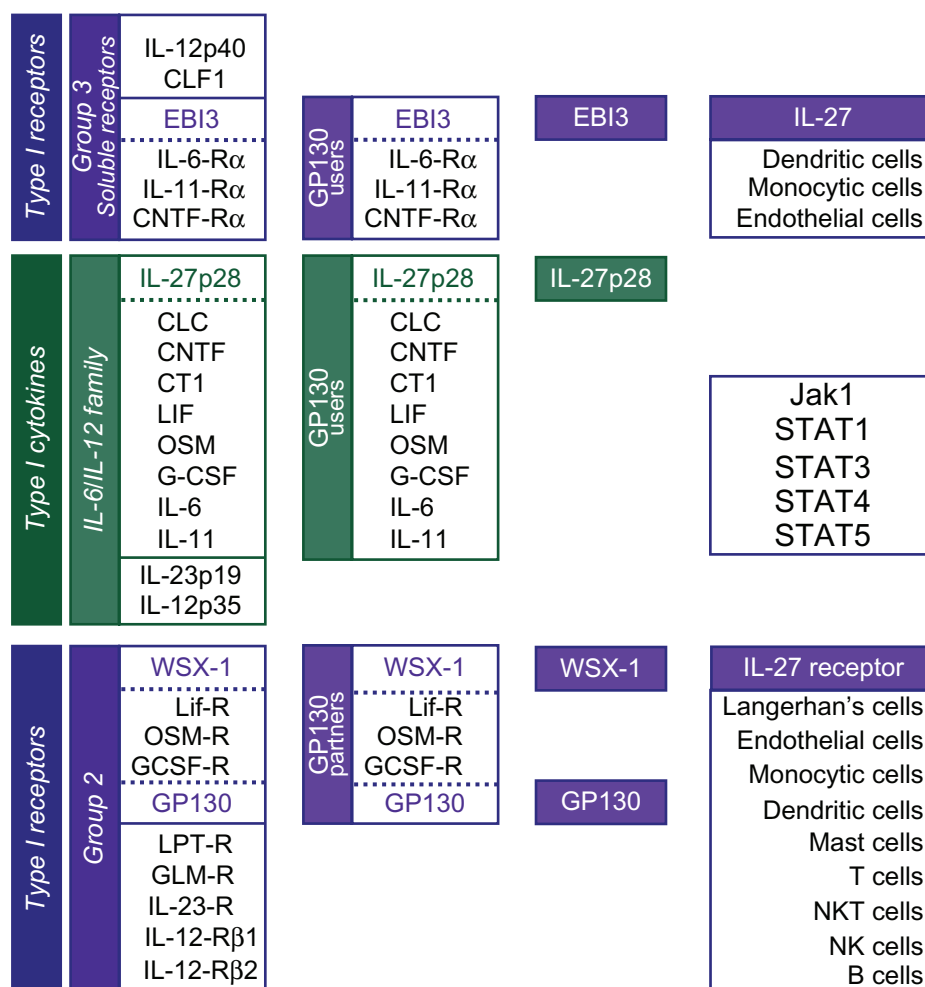 Type I receptors
Group 3
Soluble receptors
IL-12p40
CLF1
EBI3
IL-6-Rα
IL-11-Rα
CNTF-Rα
GP130
users
EBI3
IL-6-Rα
IL-11-Rα
CNTF-Rα
EBI3
IL-27
Dendritic cells
Monocytic cells
Endothelial cells
Type I cytokines
IL-6/IL-12 family
IL-27p28
CLC
CNTF
CT1
LIF
OSM
G-CSF
IL-6
IL-11
IL-23p19
IL-12p35
GP130
users
IL-27p28
CLC
CNTF
CT1
LIF
OSM
G-CSF
IL-6
IL-11
IL-27p28
Jak1
STAT1
STAT3
STAT4
STAT5
Type I receptors
Group 2
WSX-1
Lif-R
OSM-R
GCSF-R
GP130
LPT-R
GLM-R
IL-23-R
IL-12-Rβ1
IL-12-Rβ2
GP130
partners
WSX-1
Lif-R
OSM-R
GCSF-R
GP130
WSX-1
GP130
IL-27 receptor
Langerhan's cells
Endothelial cells
Monocytic cells
Dendritic cells
Mast cells
T cells
NKT cells
NK cells
B cells